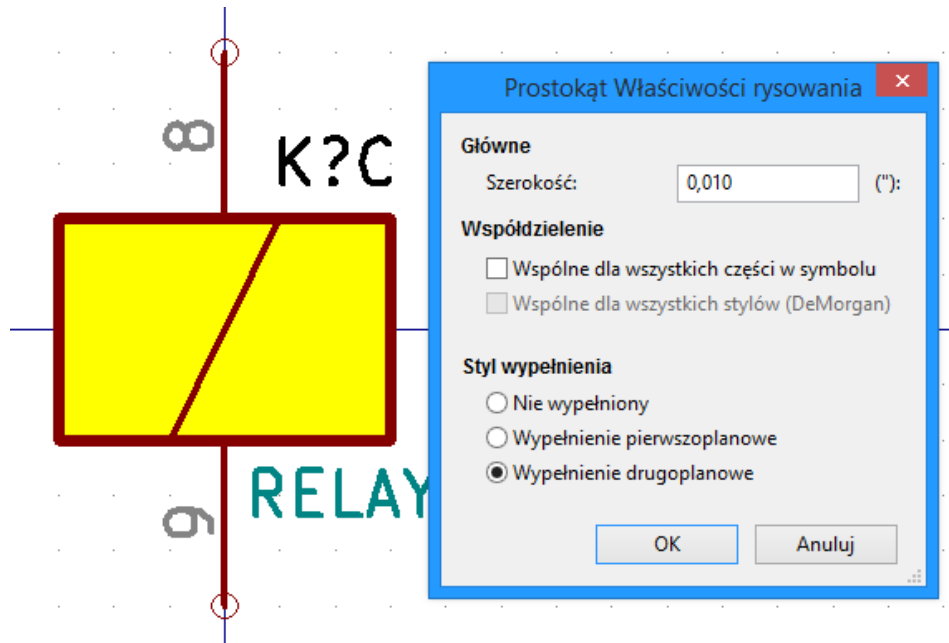 8
K?C
RELAY
9
Prostokąt Właściwości rysowania
Główne
Szerokość: 0,010 ("):
Współdzielenie
Wspólne dla wszystkich części w symbolu
Wspólne dla wszystkich stylów (DeMorgan)
Styl wypełnienia
Nie wypełniony
Wypełnienie pierwszoplanowe
Wypełnienie drugoplanowe
OK Anuluj